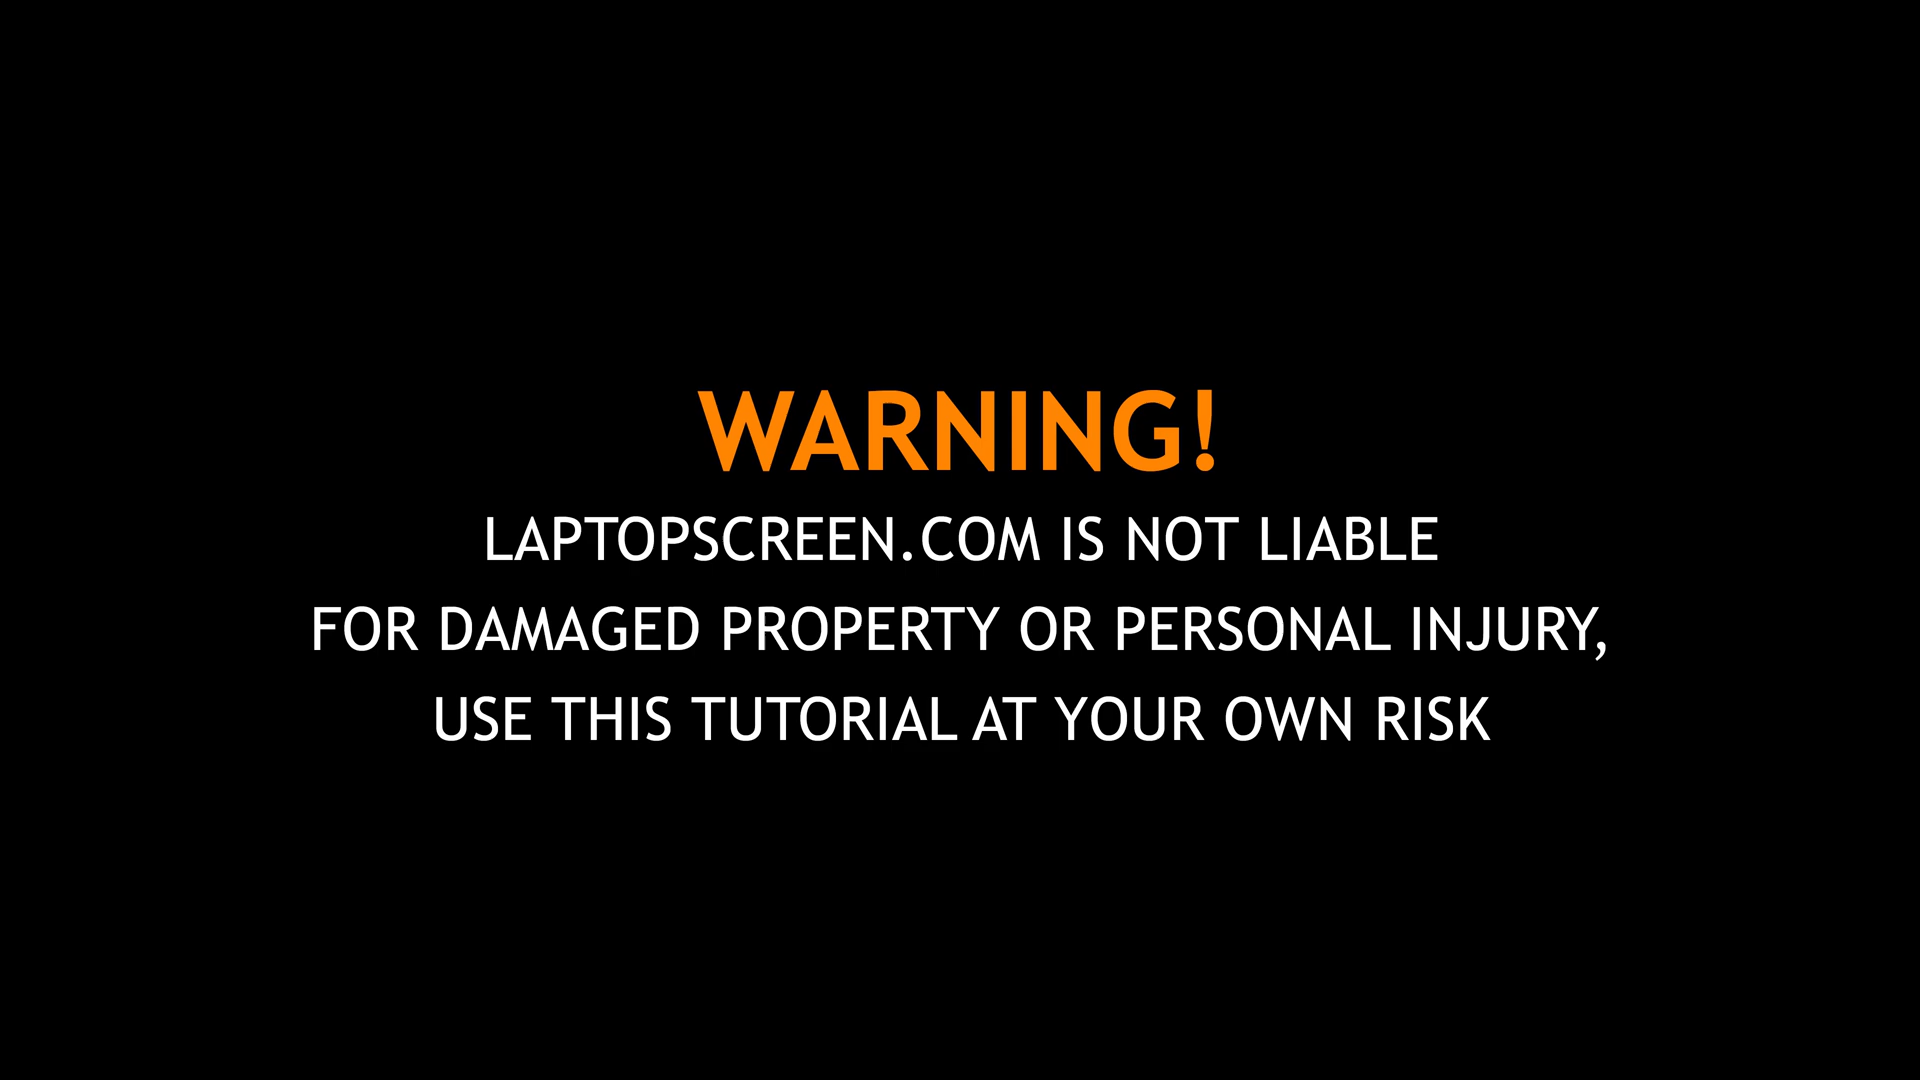 WARNING!
LAPTOPSCREEN.COM IS NOT LIABLE
FOR DAMAGED PROPERTY OR PERSONAL INJURY,
USE THIS TUTORIAL AT YOUR OWN RISK